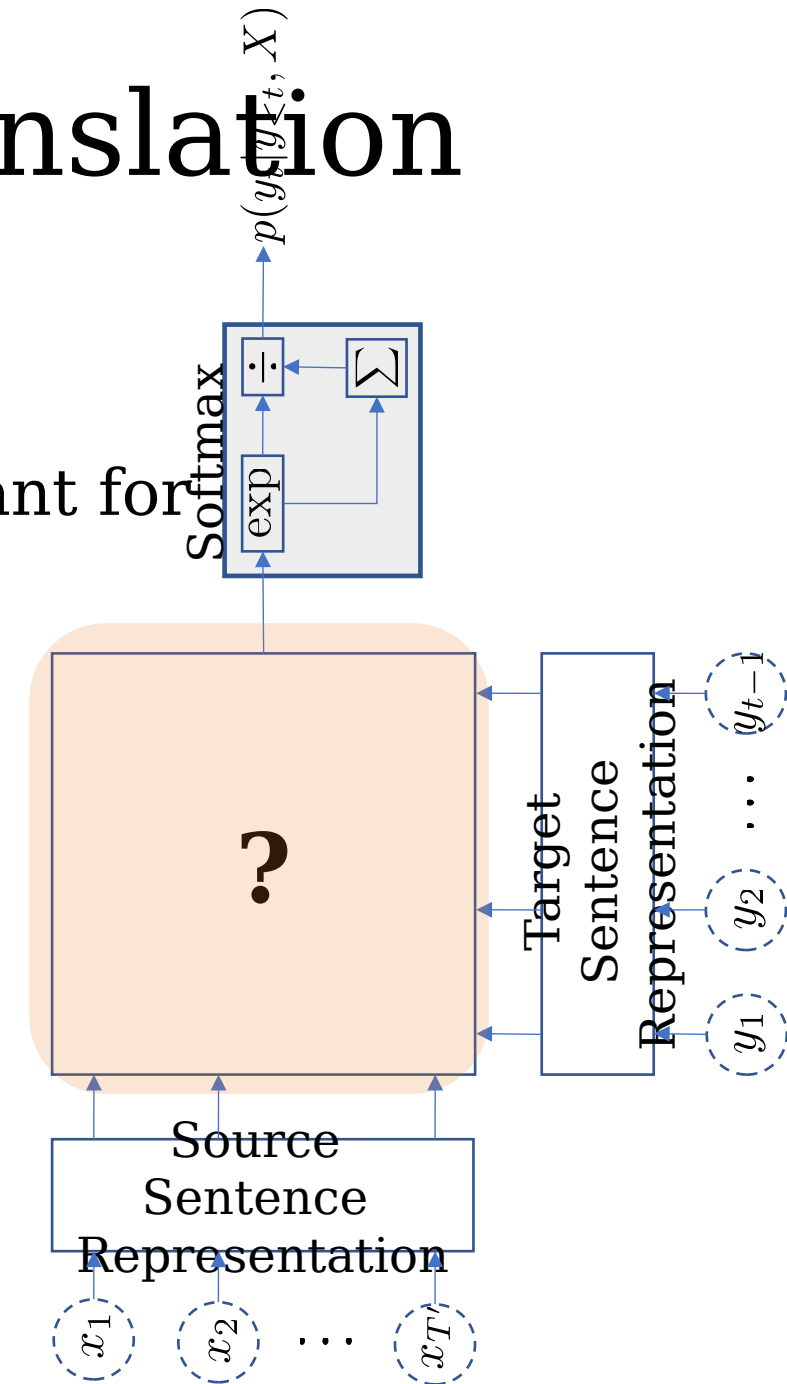 nslation
p(y_t|y_{<t}, X)
ant for
Softmax
÷
∑
exp
?
Target
Sentence
Representation
y_{t-1}
...
y_2
y_1
Source
Sentence
Representation
x_1
x_2
...
x_{T'}